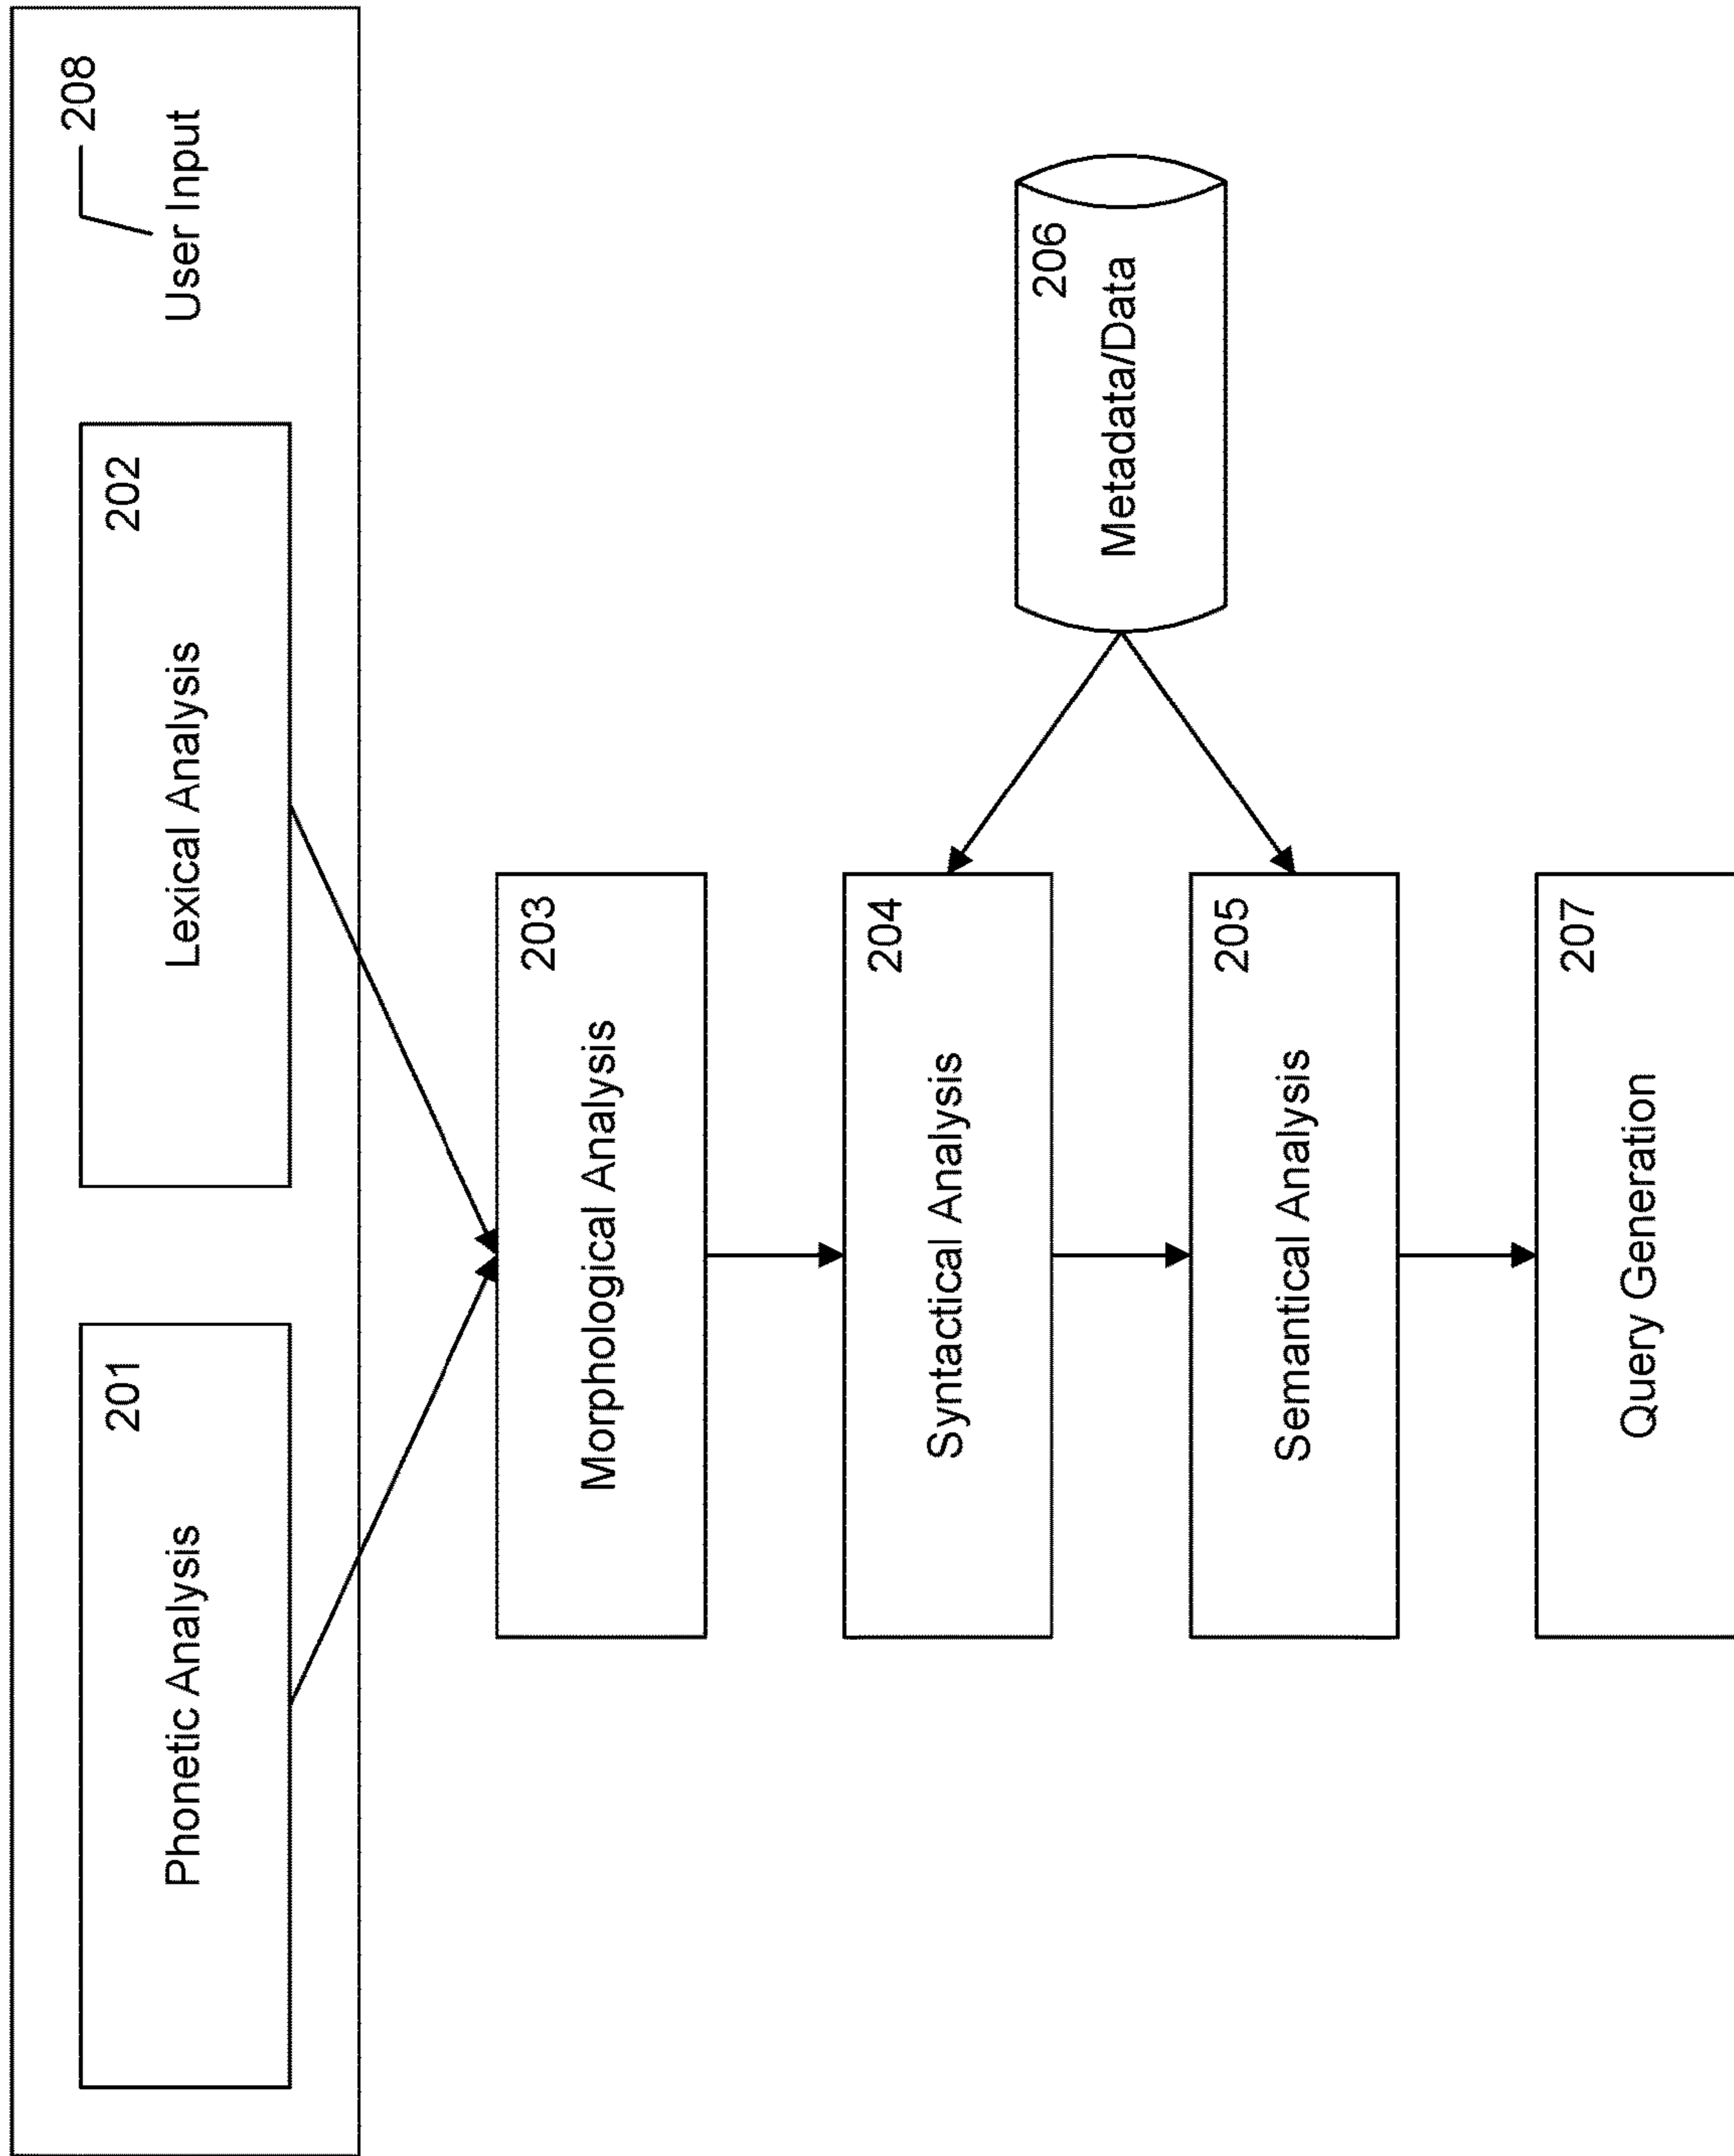 208
User Input
201
Phonetic Analysis
202
Lexical Analysis
203
Morphological Analysis
204
Syntactical Analysis
206
Metadata/Data
205
Semantical Analysis
207
Query Generation